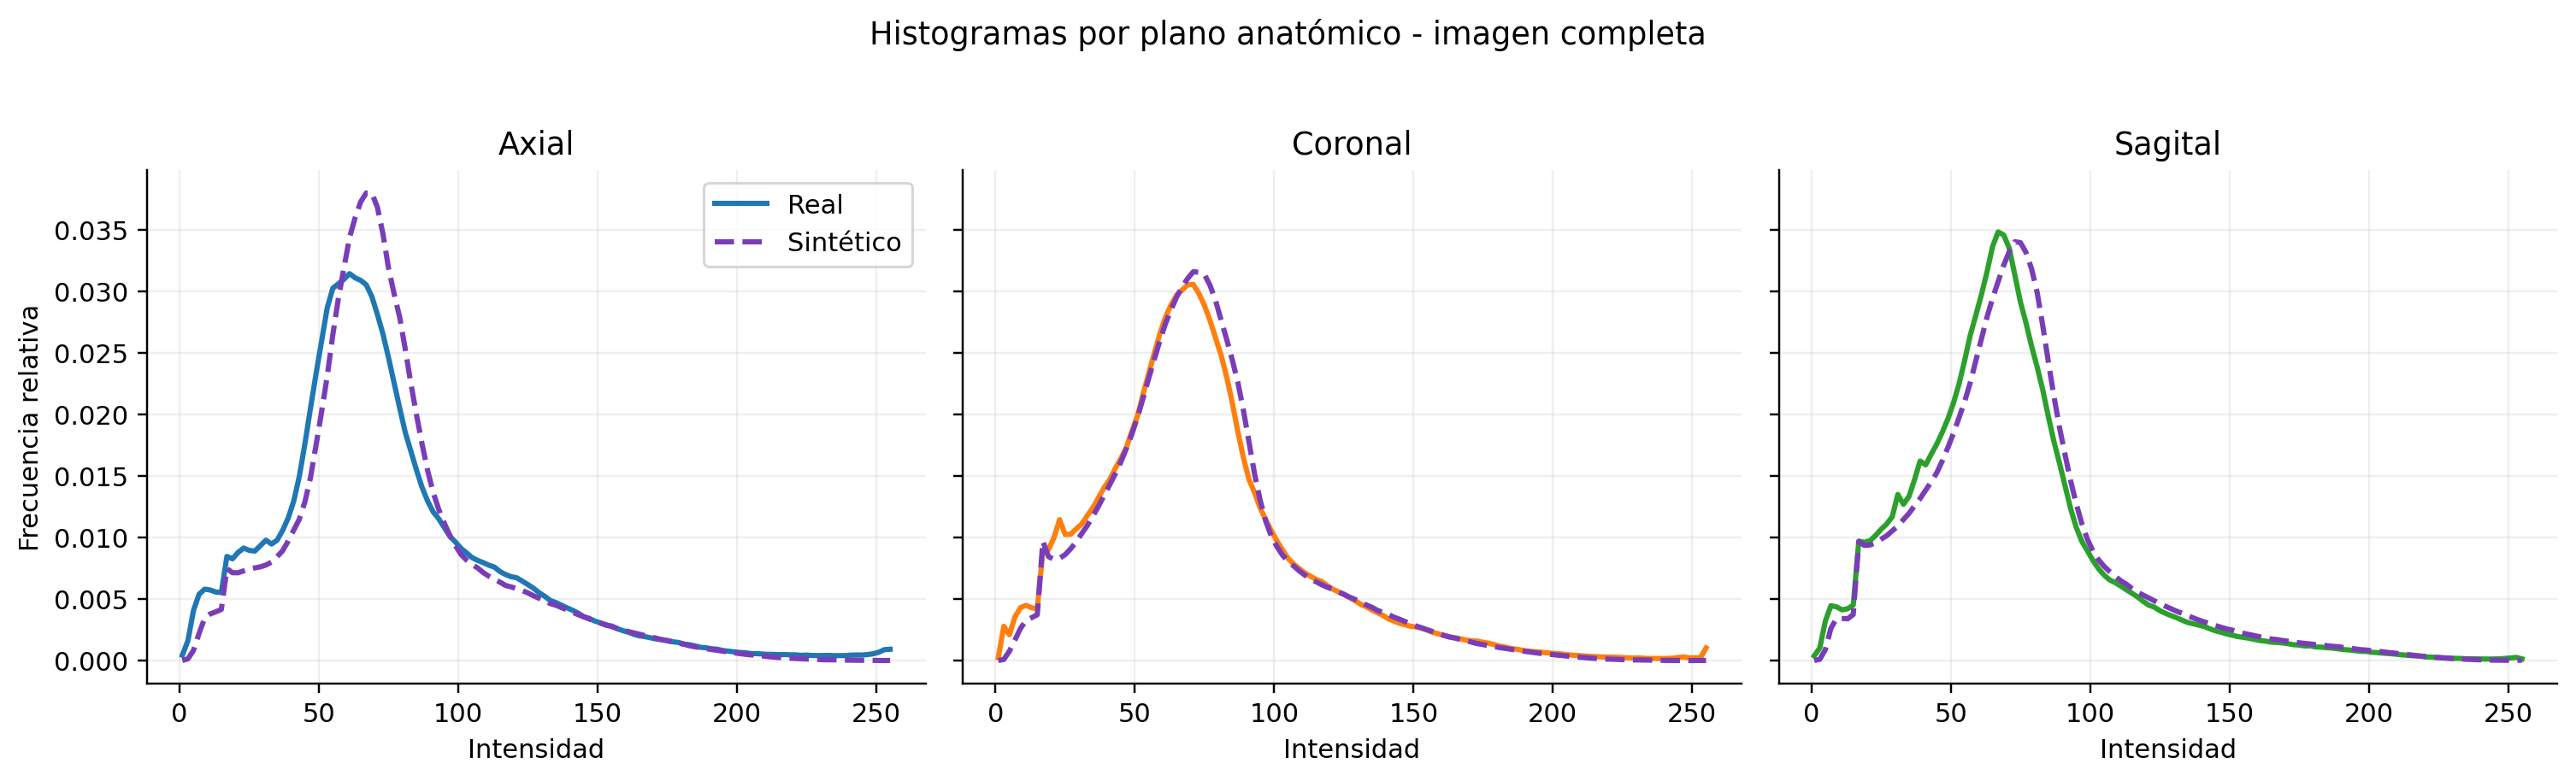 Histogramas por plano anatómico - imagen completa
Axial
Coronal
Sagital
Real
Sintético
Frecuencia relativa
0.035
0.030
0.025
0.020
0.015
0.010
0.005
0.000
0 50 100 150 200 250
0 50 100 150 200 250
0 50 100 150 200 250
Intensidad
Intensidad
Intensidad